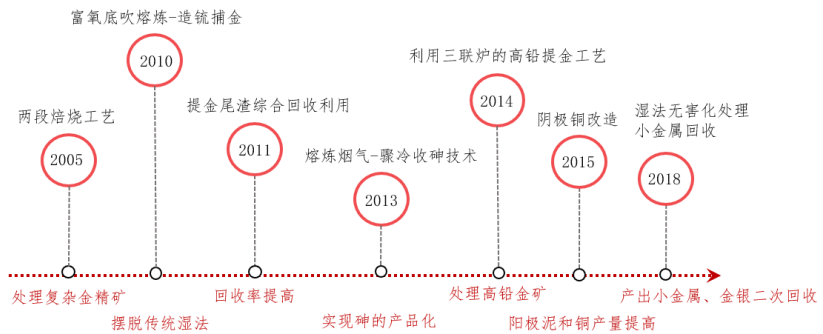 富氧底吹熔炼-造锍捕金
2010
利用三联炉的高铅提金工艺
2014
两段焙烧工艺
2005
提金尾渣综合回收利用
2011
熔炼烟气-骤冷收砷技术
2013
阴极铜改造
2015
湿法无害化处理
小金属回收
2018
处理复杂金精矿
摆脱传统湿法
回收率提高
实现砷的产品化
处理高铅金矿
阳极泥和铜产量提高
产出小金属、金银二次回收